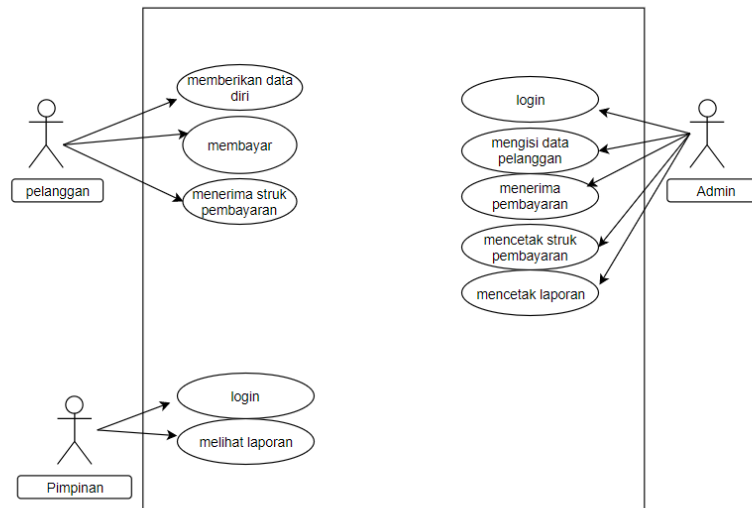 memberikan data
diri
membayar
menerima struk
pembayaran
pelanggan
login
mengisi data
pelanggan
menerima
pembayaran
mencetak struk
pembayaran
mencetak laporan
Admin
login
melihat laporan
Pimpinan